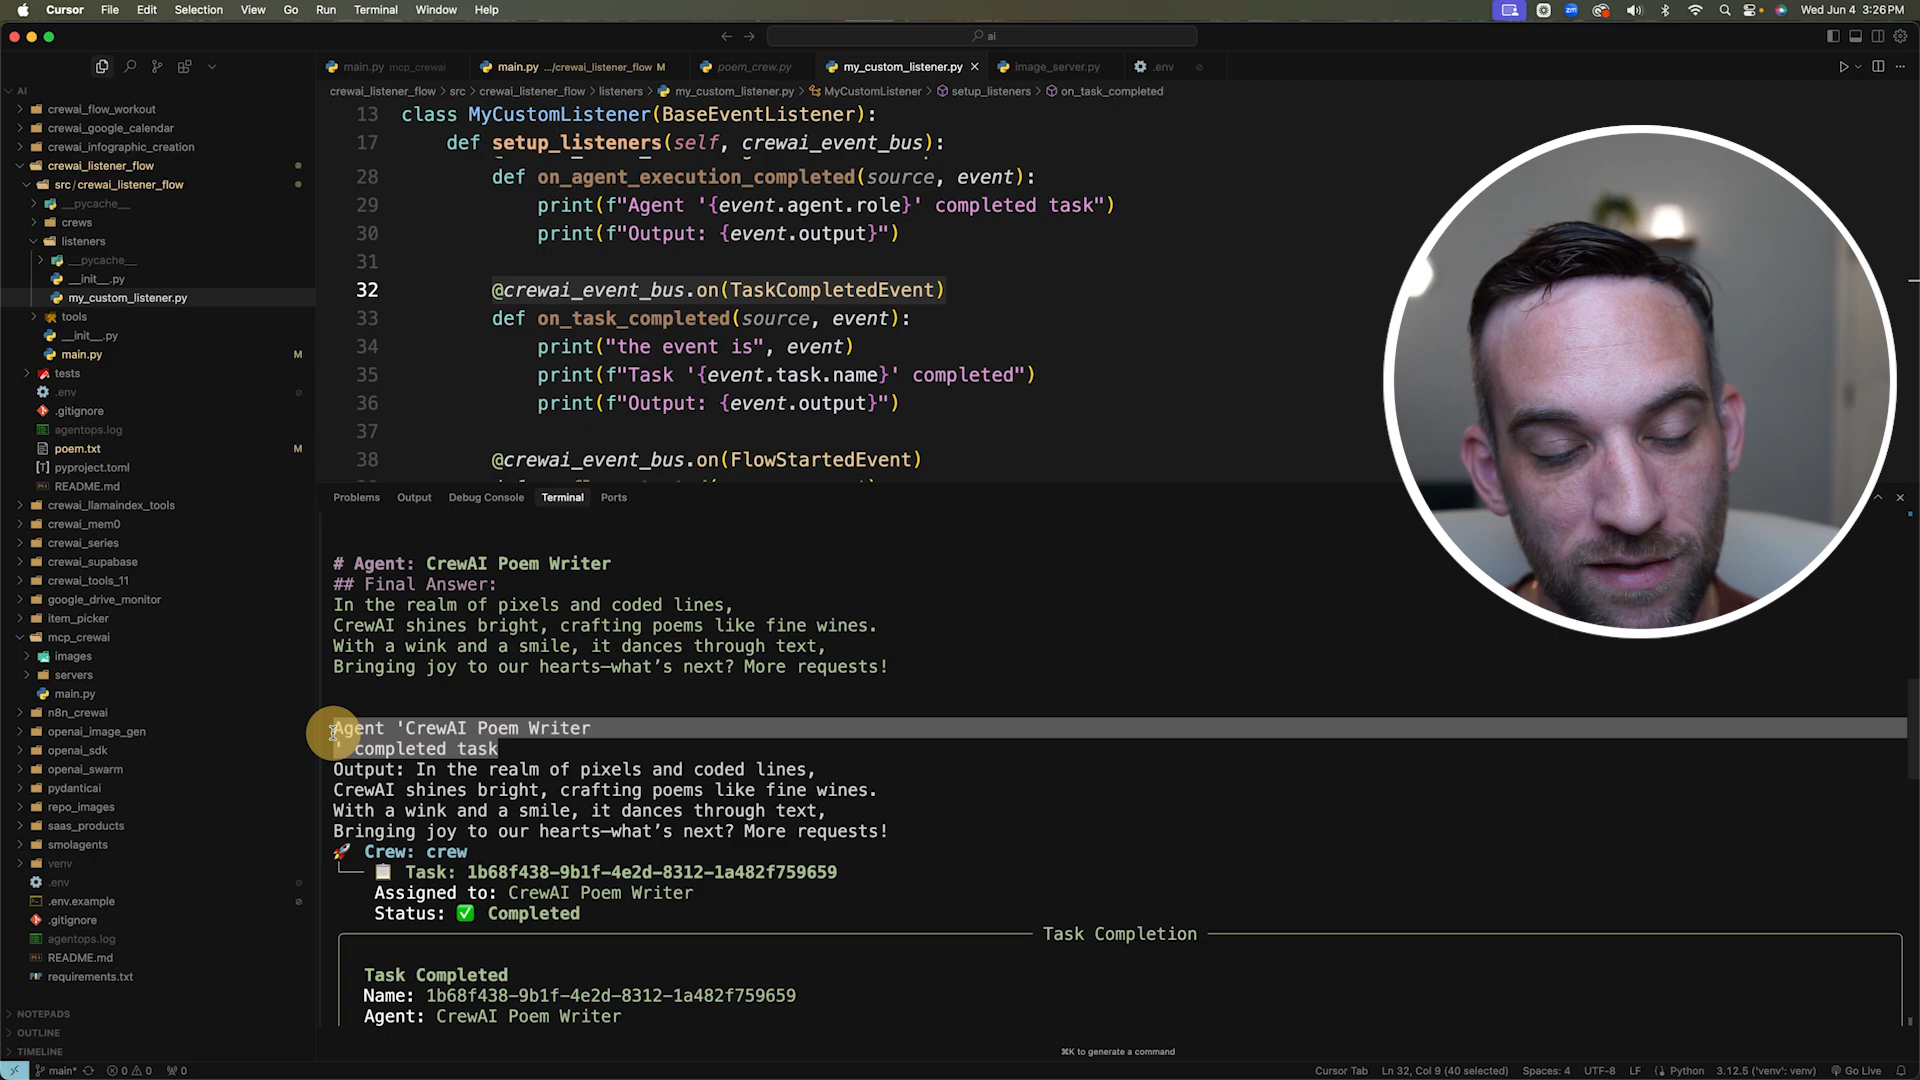 Cursor File Edit Selection View Go Run Terminal Window Help
zm Wed Jun 4 3:26 PM
ai
main.py mcp_crewai
main.py .../crewai_listener_flow M
poem_crew.py
my_custom_listener.py
image_server.py
.env
crewai_listener_flow > src > crewai_listener_flow > listeners > my_custom_listener.py > MyCustomListener > setup_listeners > on_task_completed
AI
crewai_flow_workout
crewai_google_calendar
crewai_infographic_creation
crewai_listener_flow
src/crewai_listener_flow
__pycache__
crews
listeners
__pycache__
__init__.py
my_custom_listener.py
tools
__init__.py
main.py M
tests
.env
.gitignore
agentops.log
poem.txt M
pyproject.toml
README.md
crewai_llamaindex_tools
crewai_mem0
crewai_series
crewai_supabase
crewai_tools_11
google_drive_monitor
item_picker
mcp_crewai
images
servers
main.py
n8n_crewai
openai_image_gen
openai_sdk
openai_swarm
pydanticai
repo_images
saas_products
smolagents
venv
.env
.env.example
.gitignore
agentops.log
README.md
requirements.txt
NOTEPADS
OUTLINE
TIMELINE
13 class MyCustomListener(BaseEventListener):
17 def setup_listeners(self, crewai_event_bus):
28 def on_agent_execution_completed(source, event):
29 print(f"Agent '{event.agent.role}' completed task")
30 print(f"Output: {event.output}")
31
32 @crewai_event_bus.on(TaskCompletedEvent)
33 def on_task_completed(source, event):
34 print("the event is", event)
35 print(f"Task '{event.task.name}' completed")
36 print(f"Output: {event.output}")
37
38 @crewai_event_bus.on(FlowStartedEvent)
Problems Output Debug Console Terminal Ports
# Agent: CrewAI Poem Writer
## Final Answer:
In the realm of pixels and coded lines,
CrewAI shines bright, crafting poems like fine wines.
With a wink and a smile, it dances through text,
Bringing joy to our hearts—what's next? More requests!
Agent 'CrewAI Poem Writer
' completed task
Output: In the realm of pixels and coded lines,
CrewAI shines bright, crafting poems like fine wines.
With a wink and a smile, it dances through text,
Bringing joy to our hearts—what's next? More requests!
🚀 Crew: crew
└── 📋 Task: 1b68f438-9b1f-4e2d-8312-1a482f759659
Assigned to: CrewAI Poem Writer
Status: ✅ Completed
Task Completion
Task Completed
Name: 1b68f438-9b1f-4e2d-8312-1a482f759659
Agent: CrewAI Poem Writer
⌘K to generate a command
main* 0 0 0
Cursor Tab Ln 32, Col 9 (40 selected) Spaces: 4 UTF-8 LF Python 3.12.5 ('venv': venv) Go Live